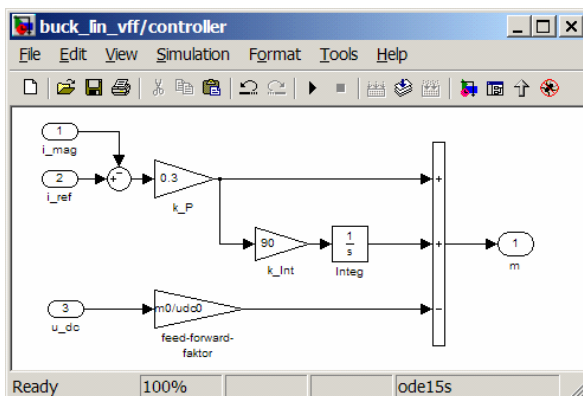 buck_lin_vff/controller
File Edit View Simulation Format Tools Help
1
i_mag
2
i_ref
+
−
0.3
k_P
90
k_Int
1
s
Integ
+
+
−
1
m
3
u_dc
m0/udc0
feed-forward-
faktor
Ready 100% ode15s